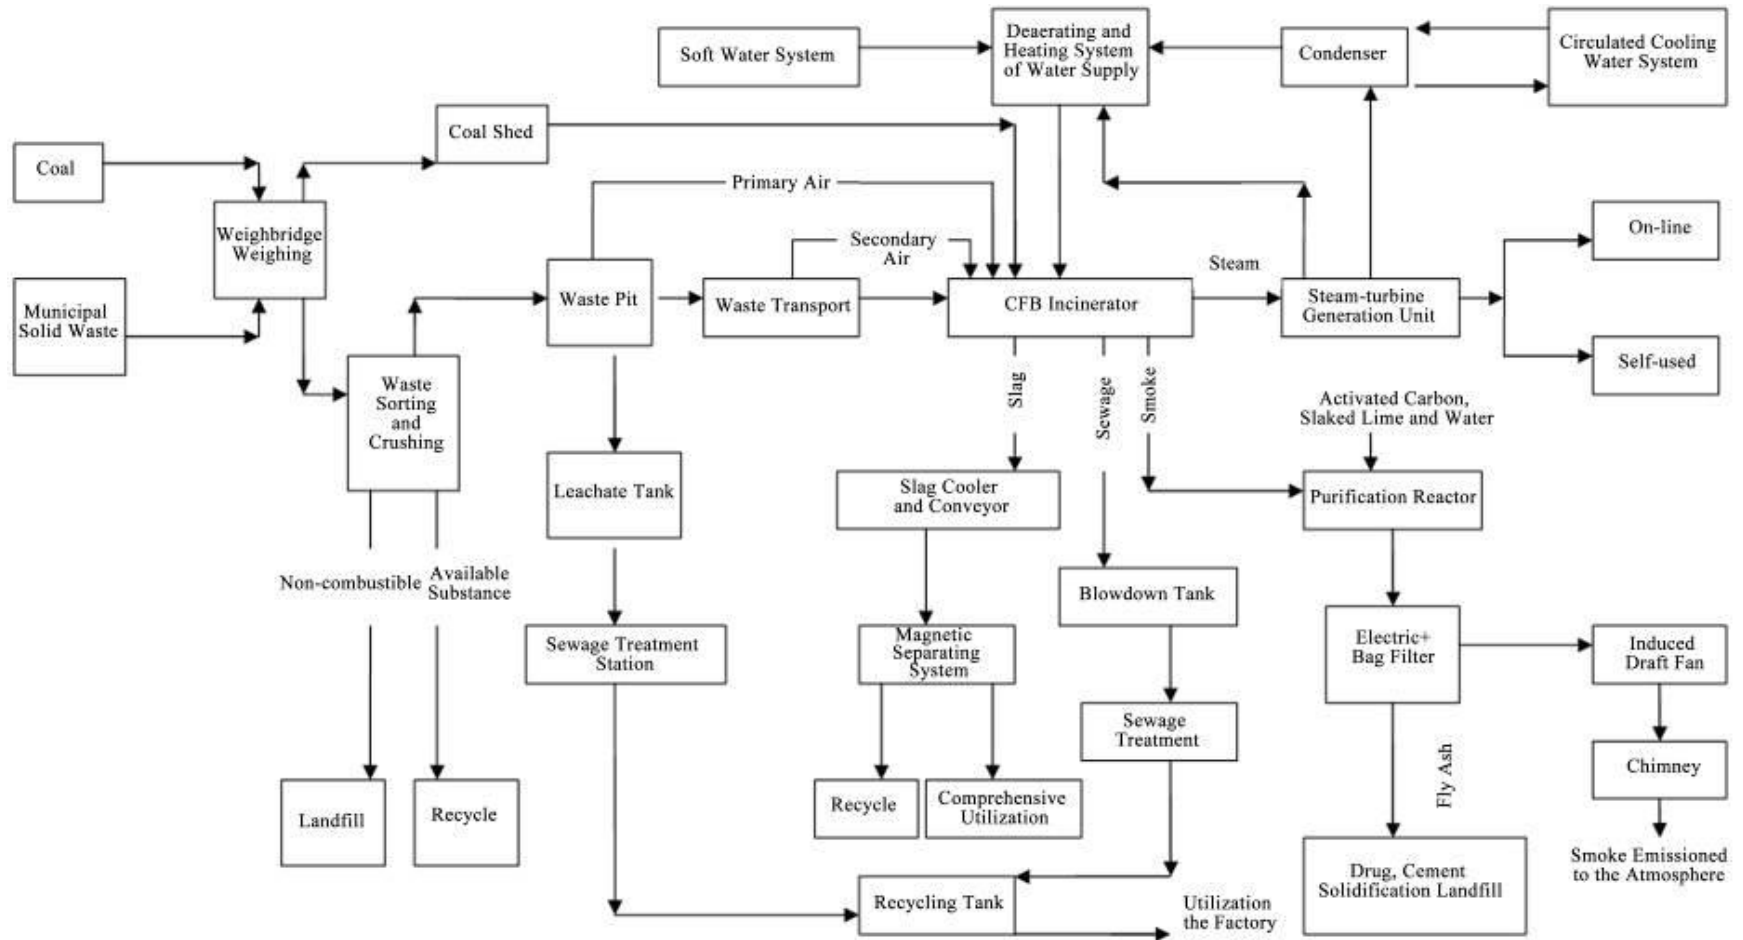 Soft Water System
Deaerating and
Heating System
of Water Supply
Condenser
Circulated Cooling
Water System
Coal
Coal Shed
Weighbridge
Weighing
Municipal
Solid Waste
Primary Air
Secondary
Air
Waste Pit
Waste Transport
CFB Incinerator
Steam
Steam-turbine
Generation Unit
On-line
Self-used
Waste
Sorting
and
Crushing
Slag
Sewage
Smoke
Activated Carbon,
Slaked Lime and Water
Leachate Tank
Slag Cooler
and Conveyor
Purification Reactor
Non-combustible
Available
Substance
Blowdown Tank
Sewage Treatment
Station
Magnetic
Separating
System
Electric+
Bag Filter
Induced
Draft Fan
Sewage
Treatment
Fly Ash
Chimney
Landfill
Recycle
Recycle
Comprehensive
Utilization
Smoke Emissioned
to the Atmosphere
Drug, Cement
Solidification Landfill
Recycling Tank
Utilization
the Factory